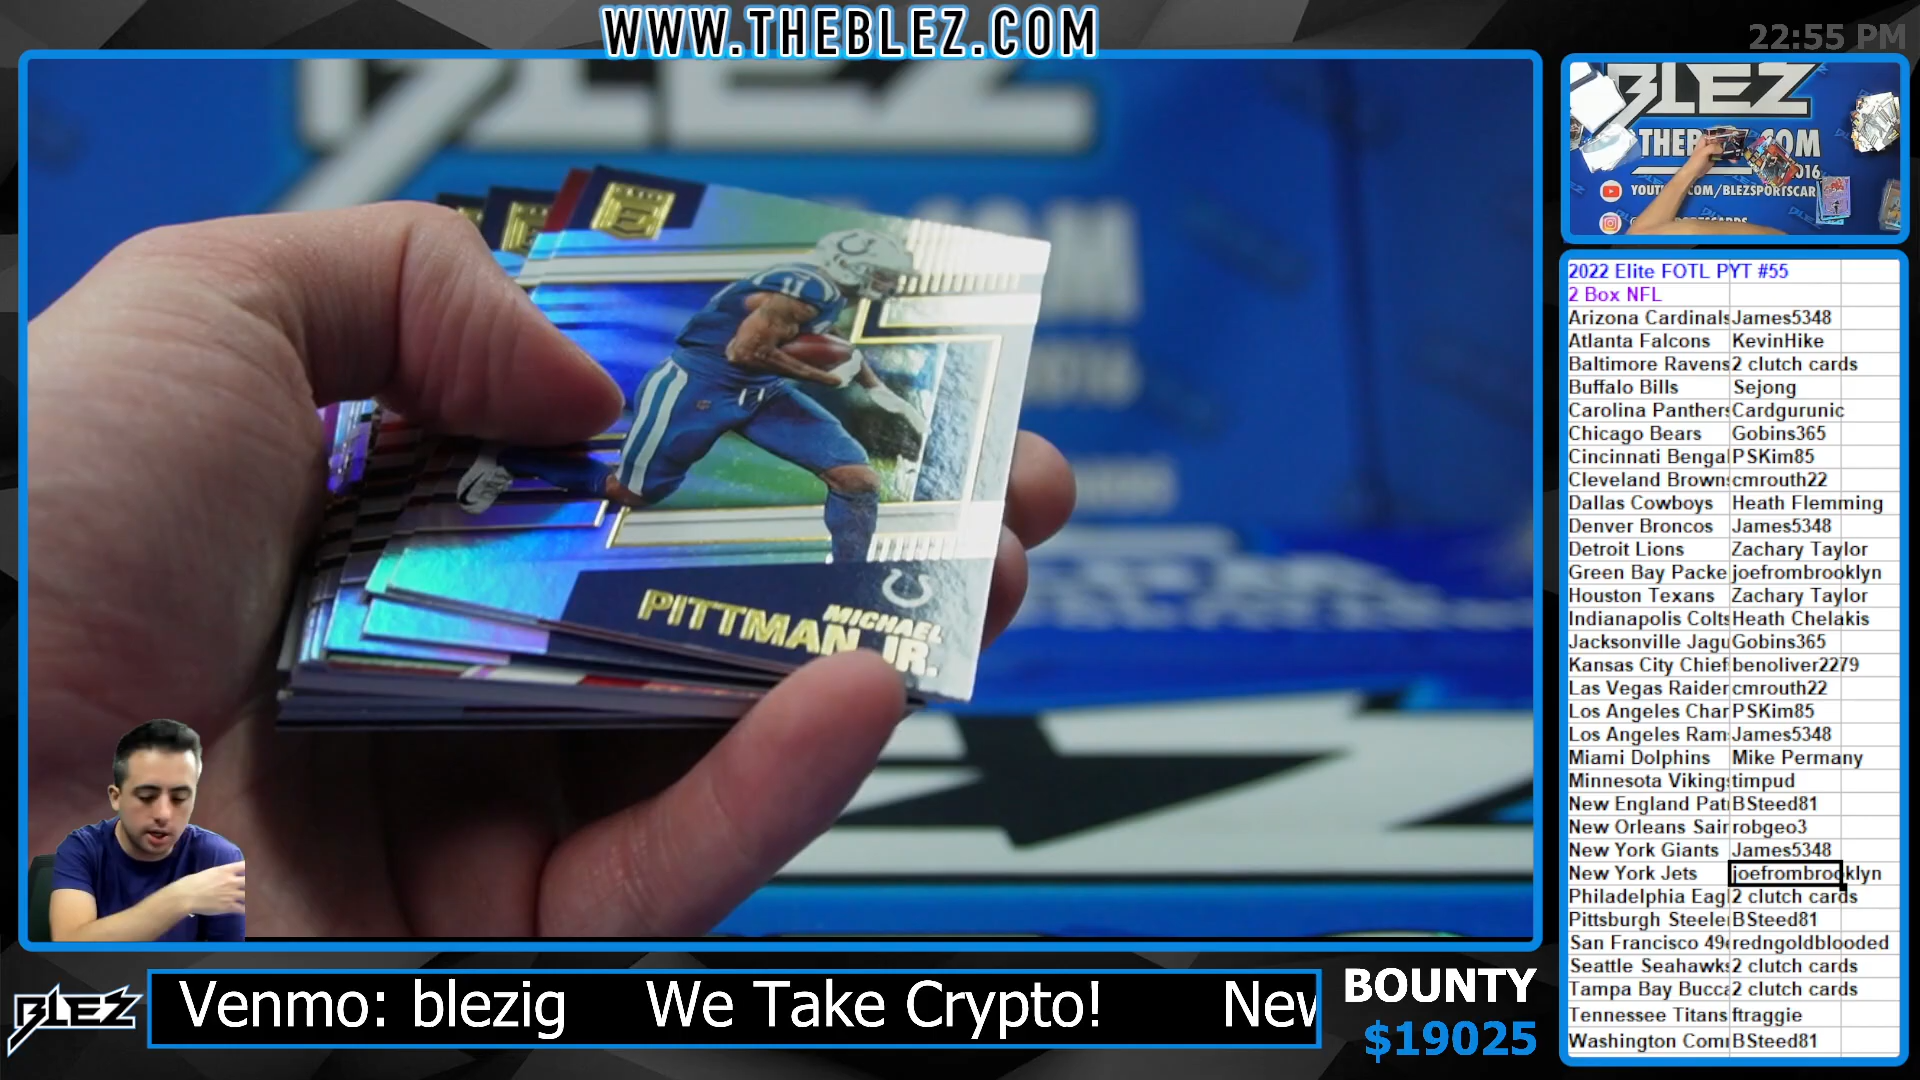 WWW.THEBLEZ.COM
22:55 PM
BLEZ
MICHAEL
PITTMAN JR.
2022 Elite FOTL PYT #55
2 Box NFL
Arizona Cardinals James5348
Atlanta Falcons KevinHike
Baltimore Ravens 2 clutch cards
Buffalo Bills Sejong
Carolina Panthers Cardgurunic
Chicago Bears Gobins365
Cincinnati Bengal PSKim85
Cleveland Browns cmrouth22
Dallas Cowboys Heath Flemming
Denver Broncos James5348
Detroit Lions Zachary Taylor
Green Bay Packe joefrombrooklyn
Houston Texans Zachary Taylor
Indianapolis Colts Heath Chelakis
Jacksonville Jagu Gobins365
Kansas City Chief benoliver2279
Las Vegas Raider cmrouth22
Los Angeles Char PSKim85
Los Angeles Ram James5348
Miami Dolphins Mike Permany
Minnesota Viking timpud
New England Pat BSteed81
New Orleans Sain robgeo3
New York Giants James5348
New York Jets joefrombrooklyn
Philadelphia Eagl 2 clutch cards
Pittsburgh Steele BSteed81
San Francisco 49 redngoldblooded
Seattle Seahawks 2 clutch cards
Tampa Bay Bucca 2 clutch cards
Tennessee Titans ftraggie
Washington Com BSteed81
BLEZ
Venmo: blezig We Take Crypto! New
BOUNTY
$19025